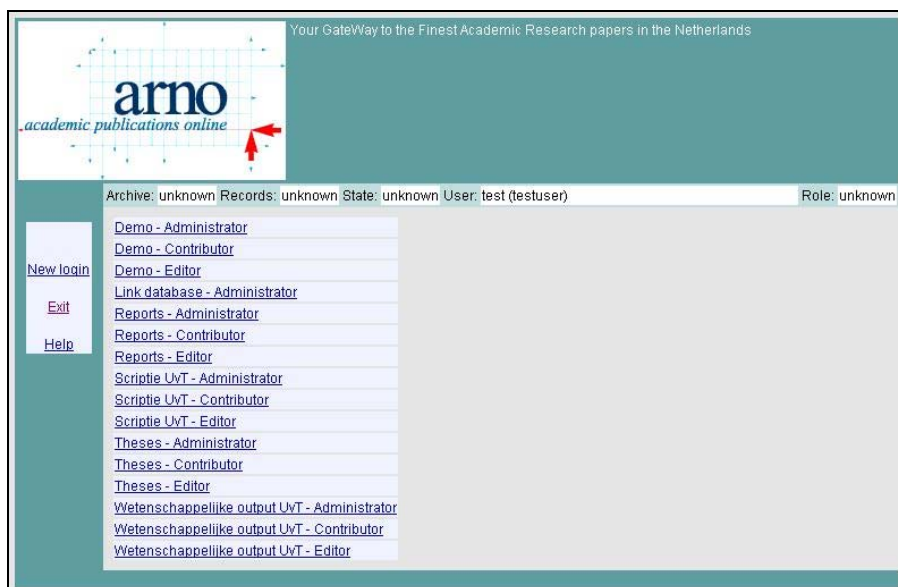 Your GateWay to the Finest Academic Research papers in the Netherlands
arno
academic publications online
Archive: unknown Records: unknown State: unknown User: test (testuser) Role: unknown
New login
Exit
Help
Demo - Administrator
Demo - Contributor
Demo - Editor
Link database - Administrator
Reports - Administrator
Reports - Contributor
Reports - Editor
Scriptie UvT - Administrator
Scriptie UvT - Contributor
Scriptie UvT - Editor
Theses - Administrator
Theses - Contributor
Theses - Editor
Wetenschappelijke output UvT - Administrator
Wetenschappelijke output UvT - Contributor
Wetenschappelijke output UvT - Editor